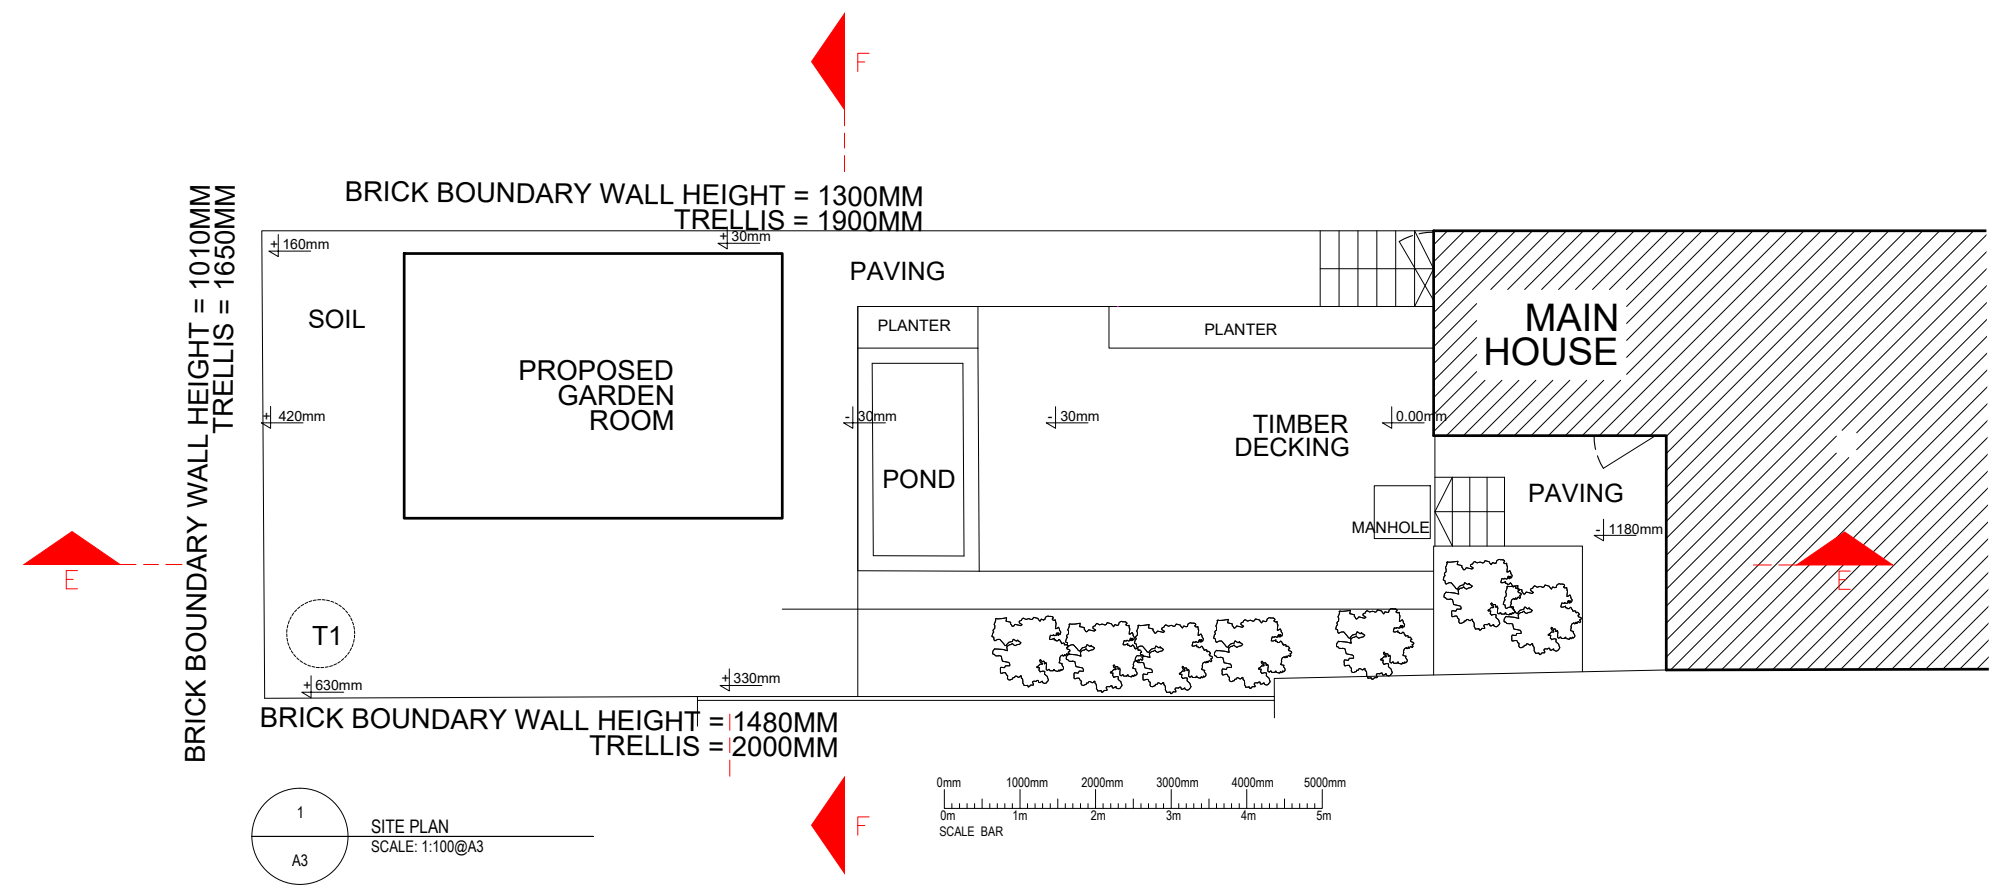 F
BRICK BOUNDARY WALL HEIGHT = 1300MM
TRELLIS = 1900MM
BRICK BOUNDARY WALL HEIGHT = 1010MM
TRELLIS = 1650MM
+ 160mm
+ 30mm
PAVING
SOIL
PLANTER
PLANTER
MAIN
HOUSE
PROPOSED
GARDEN
ROOM
+ 420mm
- 30mm
- 30mm
TIMBER
DECKING
0.00mm
POND
PAVING
MANHOLE
- 1180mm
E
E
T1
+ 630mm
+ 330mm
BRICK BOUNDARY WALL HEIGHT = 1480MM
TRELLIS = 2000MM
F
0mm 1000mm 2000mm 3000mm 4000mm 5000mm
0m 1m 2m 3m 4m 5m
SCALE BAR
1
A3
SITE PLAN
SCALE: 1:100@A3